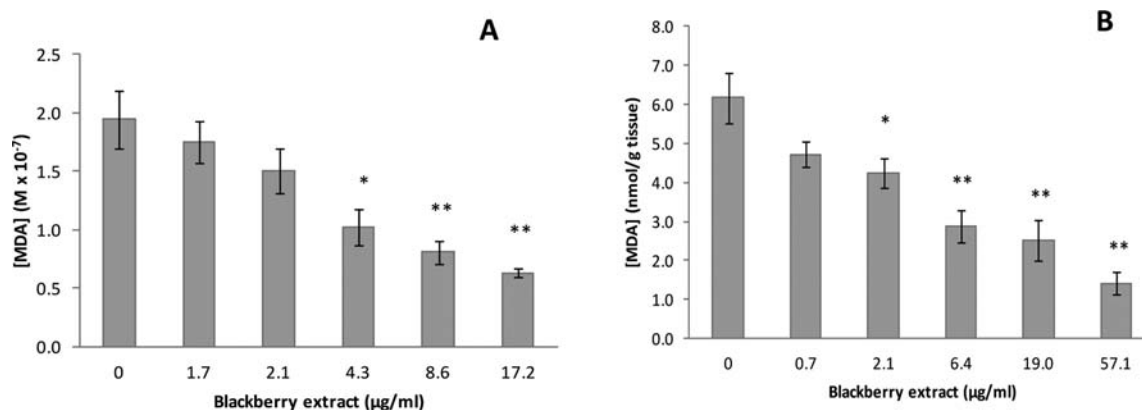 A
[MDA] (M x 10⁻⁷)
2.5
2.0
1.5
1.0
0.5
0.0
*
**
**
0 1.7 2.1 4.3 8.6 17.2
Blackberry extract (μg/ml)
B
[MDA] (nmol/g tissue)
8.0
7.0
6.0
5.0
4.0
3.0
2.0
1.0
0.0
*
**
**
**
0 0.7 2.1 6.4 19.0 57.1
Blackberry extract (μg/ml)